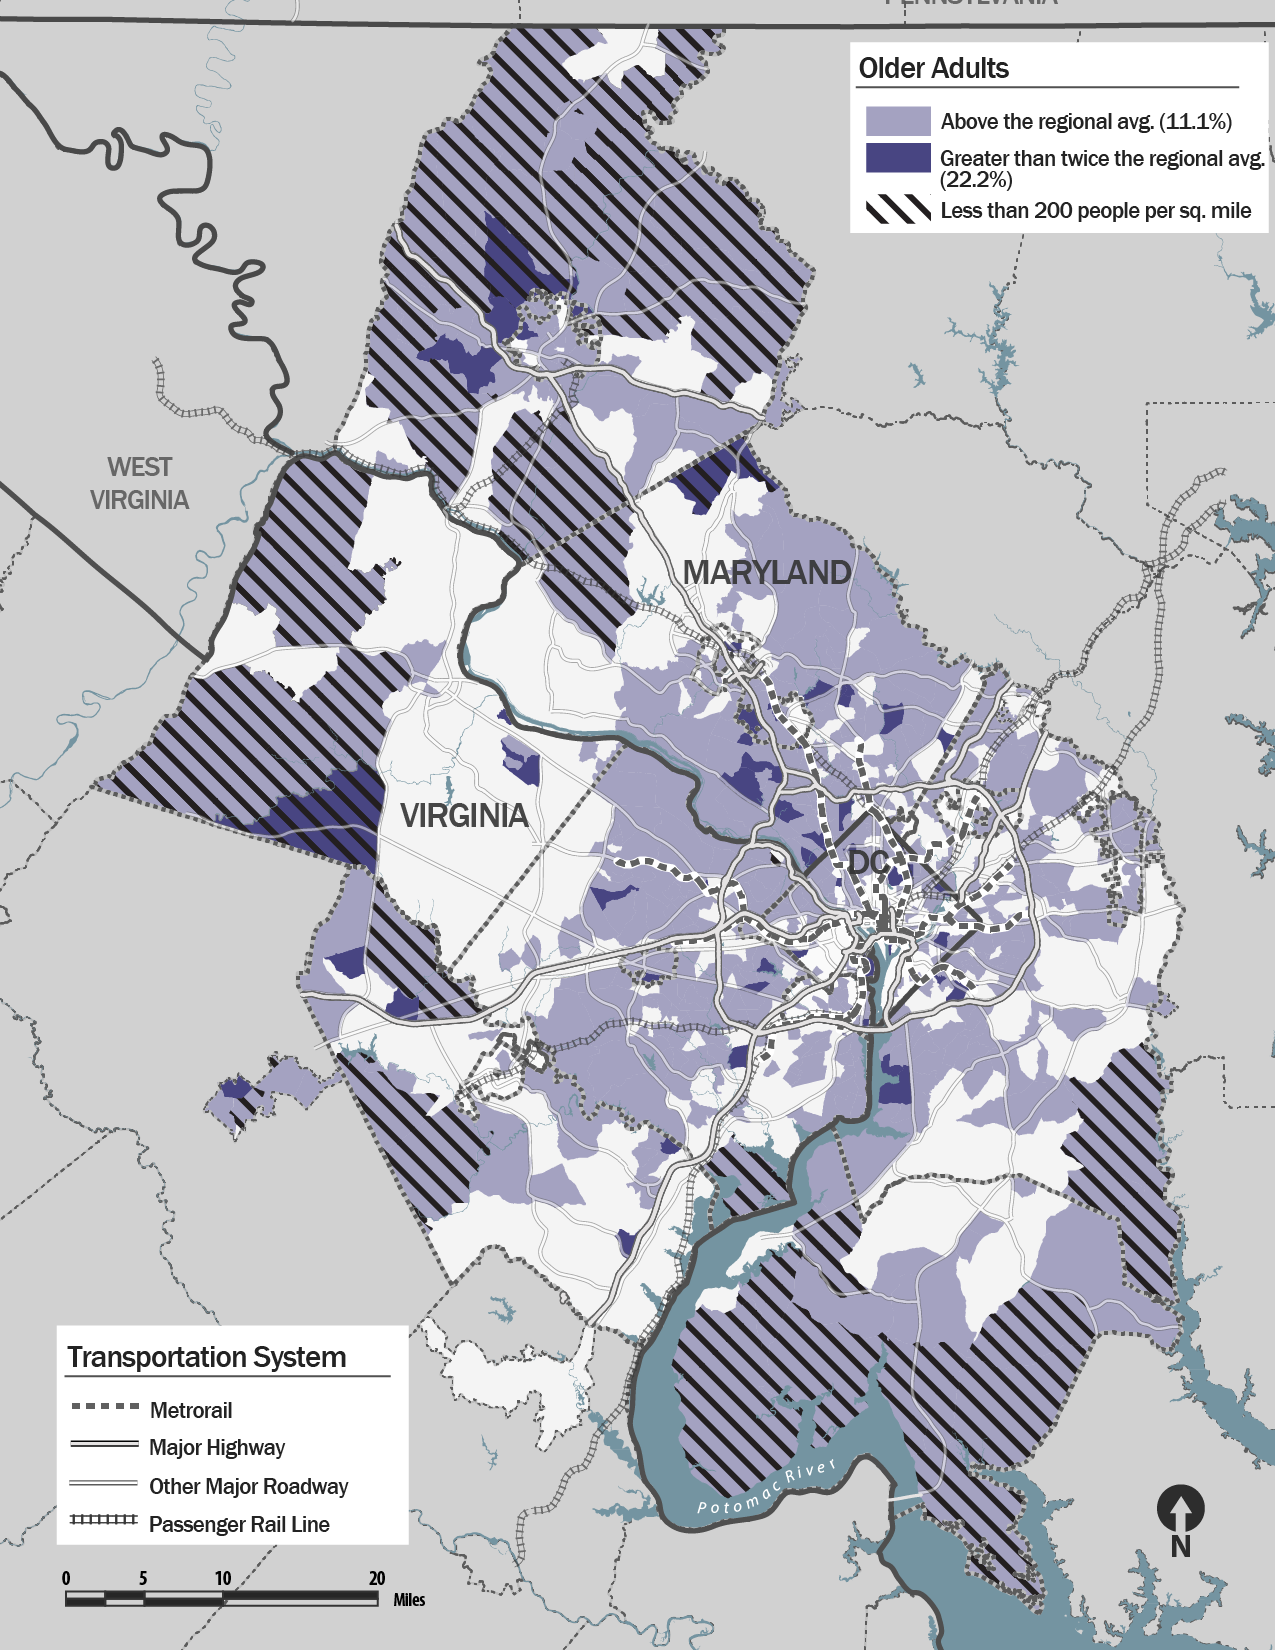 PENNSYLVANIA
Older Adults
Above the regional avg. (11.1%)
Greater than twice the regional avg.
(22.2%)
Less than 200 people per sq. mile
WEST
VIRGINIA
MARYLAND
VIRGINIA
DC
Transportation System
Metrorail
Major Highway
Other Major Roadway
Passenger Rail Line
Potomac River
0 5 10 20
Miles
N